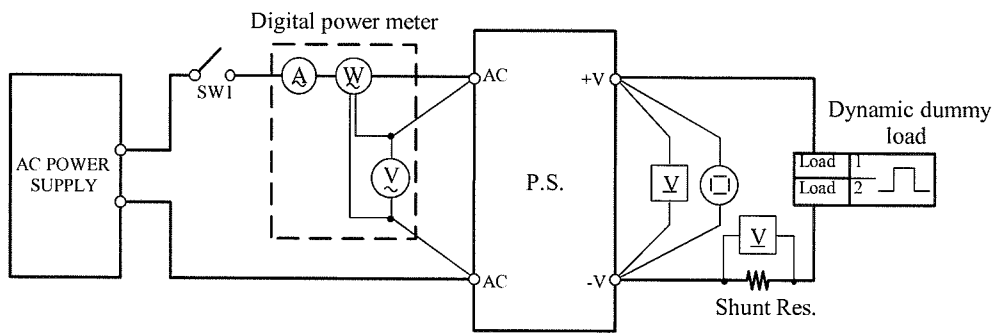 Digital power meter
AC POWER
SUPPLY
SW1
A
W
V
AC
AC
P.S.
+V
-V
V
Dynamic dummy
load
Load 1
Load 2
V
Shunt Res.